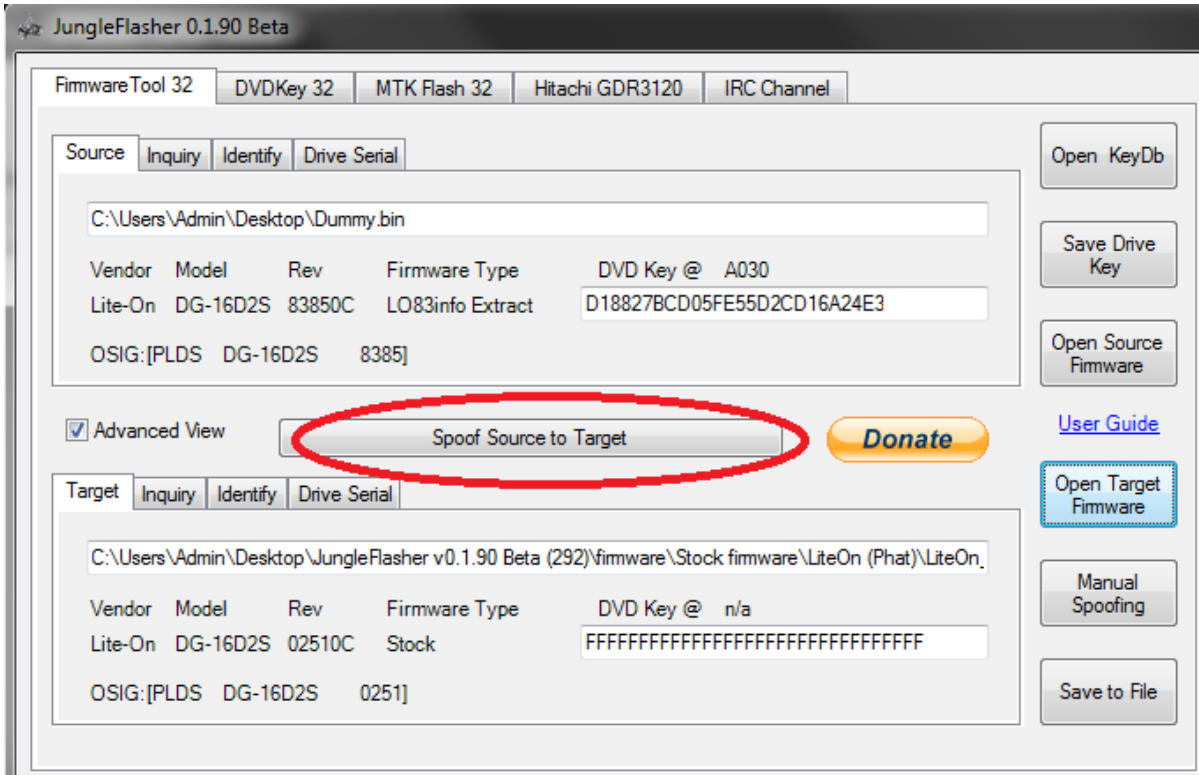 JungleFlasher 0.1.90 Beta
FirmwareTool 32 DVDKey 32 MTK Flash 32 Hitachi GDR3120 IRC Channel
Source Inquiry Identify Drive Serial
C:\Users\Admin\Desktop\Dummy.bin
Vendor Model Rev Firmware Type DVD Key @ A030
Lite-On DG-16D2S 83850C LO83info Extract D18827BCD05FE55D2CD16A24E3
OSIG:[PLDS DG-16D2S 8385]
Open KeyDb
Save Drive
Key
Open Source
Firmware
Advanced View Spoof Source to Target Donate
User Guide
Target Inquiry Identify Drive Serial
C:\Users\Admin\Desktop\JungleFlasher v0.1.90 Beta (292)\firmware\Stock firmware\LiteOn (Phat)\LiteOn_
Vendor Model Rev Firmware Type DVD Key @ n/a
Lite-On DG-16D2S 02510C Stock FFFFFFFFFFFFFFFFFFFFFFFFFFFFFFFF
OSIG:[PLDS DG-16D2S 0251]
Open Target
Firmware
Manual
Spoofing
Save to File